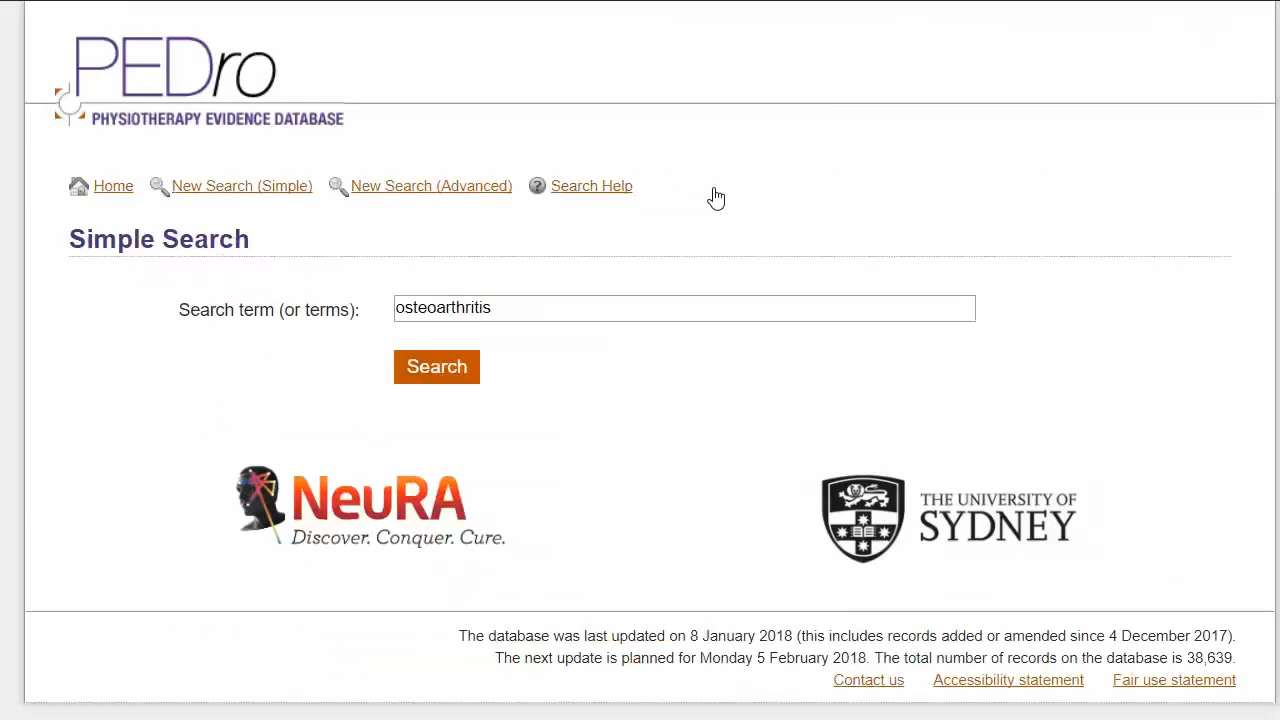 PEDro
PHYSIOTHERAPY EVIDENCE DATABASE
Home New Search (Simple) New Search (Advanced) ? Search Help
Simple Search
Search term (or terms): osteoarthritis
Search
NeuRA
Discover. Conquer. Cure.
THE UNIVERSITY OF
SYDNEY
The database was last updated on 8 January 2018 (this includes records added or amended since 4 December 2017).
The next update is planned for Monday 5 February 2018. The total number of records on the database is 38,639.
Contact us Accessibility statement Fair use statement